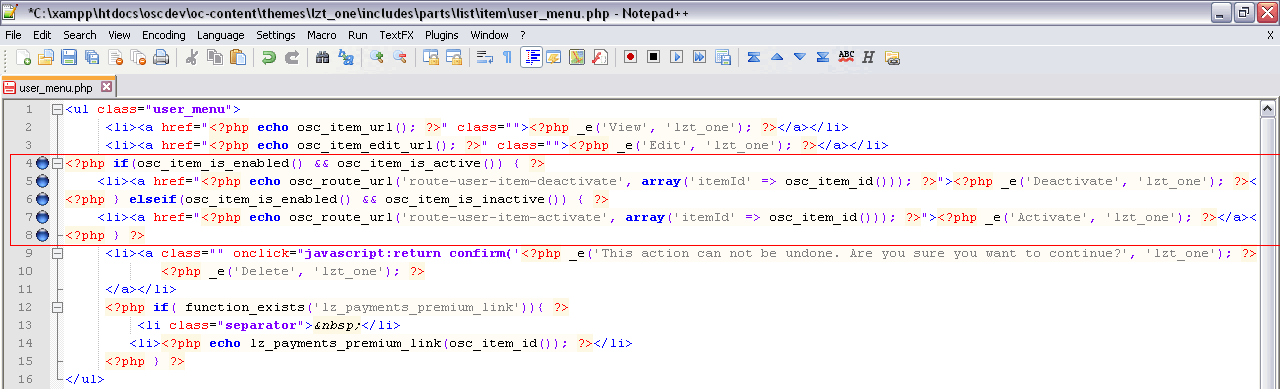 *C:\xampp\htdocs\oscdev\oc-content\themes\lzt_one\includes\parts\list\item\user_menu.php - Notepad++
File Edit Search View Encoding Language Settings Macro Run TextFX Plugins Window ? X
ABC H
user_menu.php
1 <ul class="user_menu">
2 <li><a href="<?php echo osc_item_url(); ?>" class=""><?php _e('View', 'lzt_one'); ?></a></li>
3 <li><a href="<?php echo osc_item_edit_url(); ?>" class=""><?php _e('Edit', 'lzt_one'); ?></a></li>
4 <?php if(osc_item_is_enabled() && osc_item_is_active()) { ?>
5 <li><a href="<?php echo osc_route_url('route-user-item-deactivate', array('itemId' => osc_item_id())); ?>"><?php _e('Deactivate', 'lzt_one'); ?><
6 <?php } elseif(osc_item_is_enabled() && osc_item_is_inactive()) { ?>
7 <li><a href="<?php echo osc_route_url('route-user-item-activate', array('itemId' => osc_item_id())); ?>"><?php _e('Activate', 'lzt_one'); ?></a><
8 <?php } ?>
9 <li><a class="" onclick="javascript:return confirm('<?php _e('This action can not be undone. Are you sure you want to continue?', 'lzt_one'); ?>
10 <?php _e('Delete', 'lzt_one'); ?>
11 </a></li>
12 <?php if( function_exists('lz_payments_premium_link')){ ?>
13 <li class="separator">&nbsp;</li>
14 <li><?php echo lz_payments_premium_link(osc_item_id()); ?></li>
15 <?php } ?>
16 </ul>